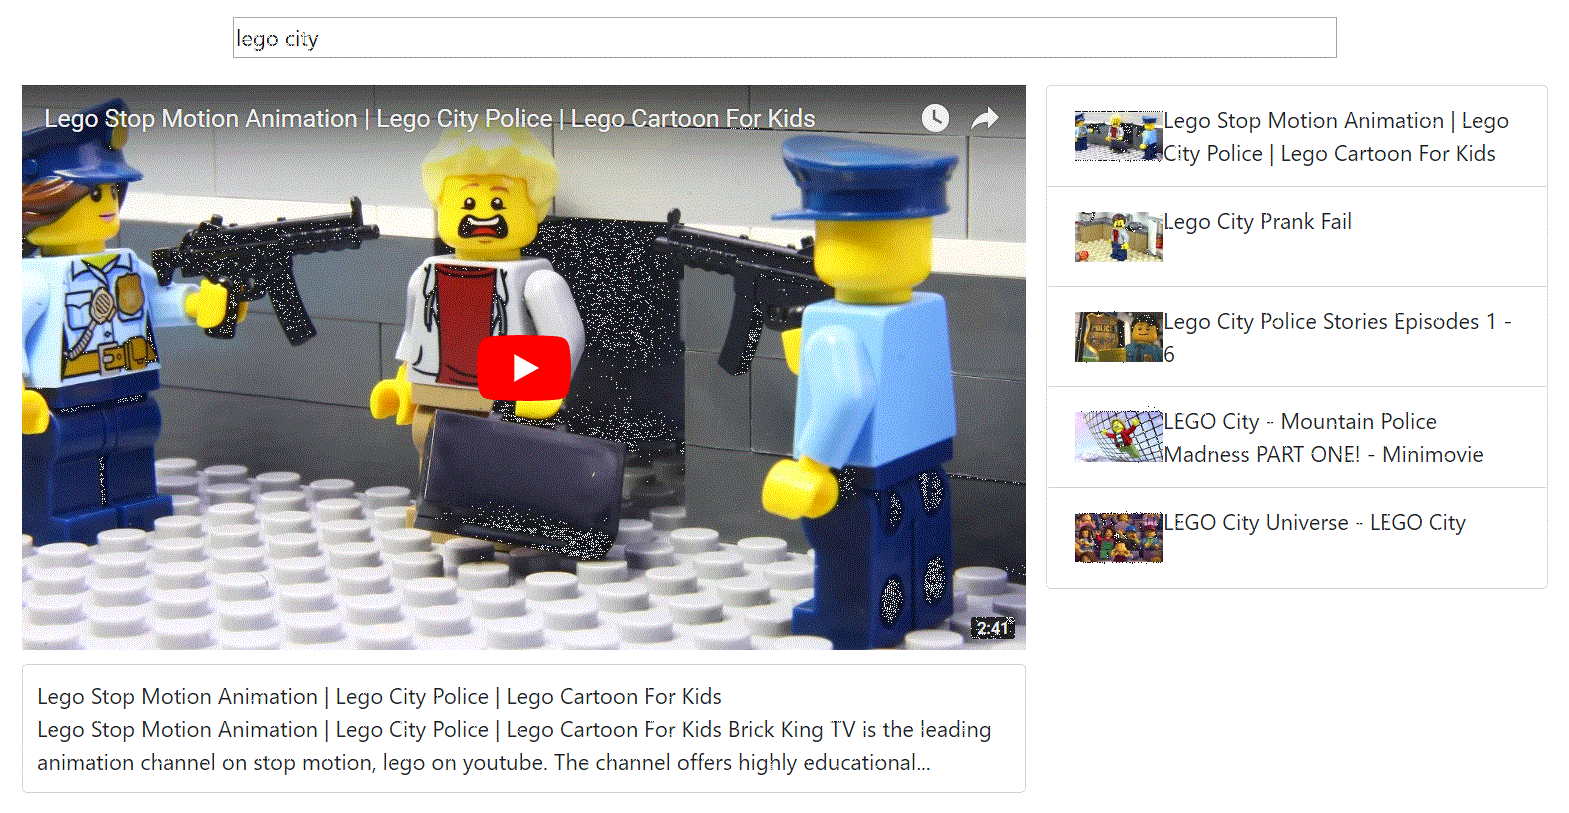 lego city
Lego Stop Motion Animation | Lego City Police | Lego Cartoon For Kids
2:41
Lego Stop Motion Animation | Lego City Police | Lego Cartoon For Kids
Lego Stop Motion Animation | Lego City Police | Lego Cartoon For Kids Brick King TV is the leading
animation channel on stop motion, lego on youtube. The channel offers highly educational...
Lego Stop Motion Animation | Lego
City Police | Lego Cartoon For Kids
Lego City Prank Fail
Lego City Police Stories Episodes 1 -
6
POLICE
LEGO City - Mountain Police
Madness PART ONE! - Minimovie
LEGO City Universe - LEGO City